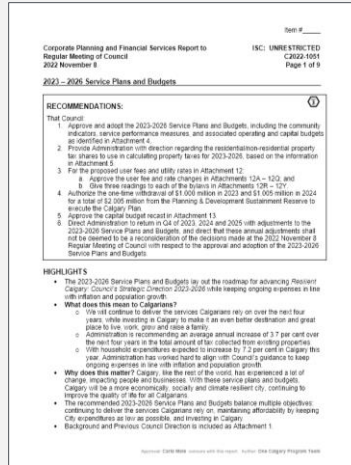 Item #____
Corporate Planning and Financial Services Report to
ISC: UNRESTRICTED
Regular Meeting of Council
C2022-1051
2022 November 8
Page 1 of 9
2023 – 2026 Service Plans and Budgets
RECOMMENDATIONS:
That Council:
1. Approve and adopt the 2023-2026 Service Plans and Budgets, including the community
indicators, service performance measures, and associated operating and capital budgets
as identified in Attachment 4.
2. Provide Administration with direction regarding the residential/non-residential property
tax shares to use in calculating property taxes for 2023-2026, based on the information
in Attachment 5.
3. For the proposed user fees and utility rates in Attachment 12:
a. Approve the user fee and rate changes in Attachments 12A – 12Q; and
b. Give three readings to each of the bylaws in Attachments 12R – 12Y.
4. Authorize the one-time withdrawal of $1.000 million in 2023 and $1.005 million in 2024
for a total of $2.005 million from the Planning & Development Sustainment Reserve to
execute the Calgary Plan.
5. Approve the capital budget recast in Attachment 13.
6. Direct Administration to return in Q4 of 2023, 2024 and 2025 with adjustments to the
2023-2026 Service Plans and Budgets, and direct that these annual adjustments shall
not be deemed to be a reconsideration of the decisions made at the 2022 November 8
Regular Meeting of Council with respect to the approval and adoption of the 2023-2026
Service Plans and Budgets.
HIGHLIGHTS
• The 2023-2026 Service Plans and Budgets lay out the roadmap for advancing Resilient
Calgary: Council's Strategic Direction 2023-2026 while keeping ongoing expenses in line
with inflation and population growth.
• What does this mean to Calgarians?
o We will continue to deliver the services Calgarians rely on over the next four
years, while investing in Calgary to make it an even better destination and great
place to live, work, grow and raise a family.
o Administration is recommending an average annual increase of 3.7 per cent over
the next four years in the total amount of tax collected from existing properties.
o With household expenditures expected to increase by 7.2 per cent in Calgary this
year, Administration has worked hard to align with Council's guidance to keep
ongoing expenses in line with inflation and population growth.
• Why does this matter? Calgary, like the rest of the world, has experienced a lot of
change, impacting people and businesses. With these service plans and budgets,
Calgary will be a more economically, socially and climate resilient city, continuing to
improve the quality of life for all Calgarians.
• The recommended 2023-2026 Service Plans and Budgets balance multiple objectives:
continuing to deliver the services Calgarians rely on, maintaining affordability by keeping
City expenditures as low as possible, and investing in Calgary.
• Background and Previous Council Direction is included as Attachment 1.